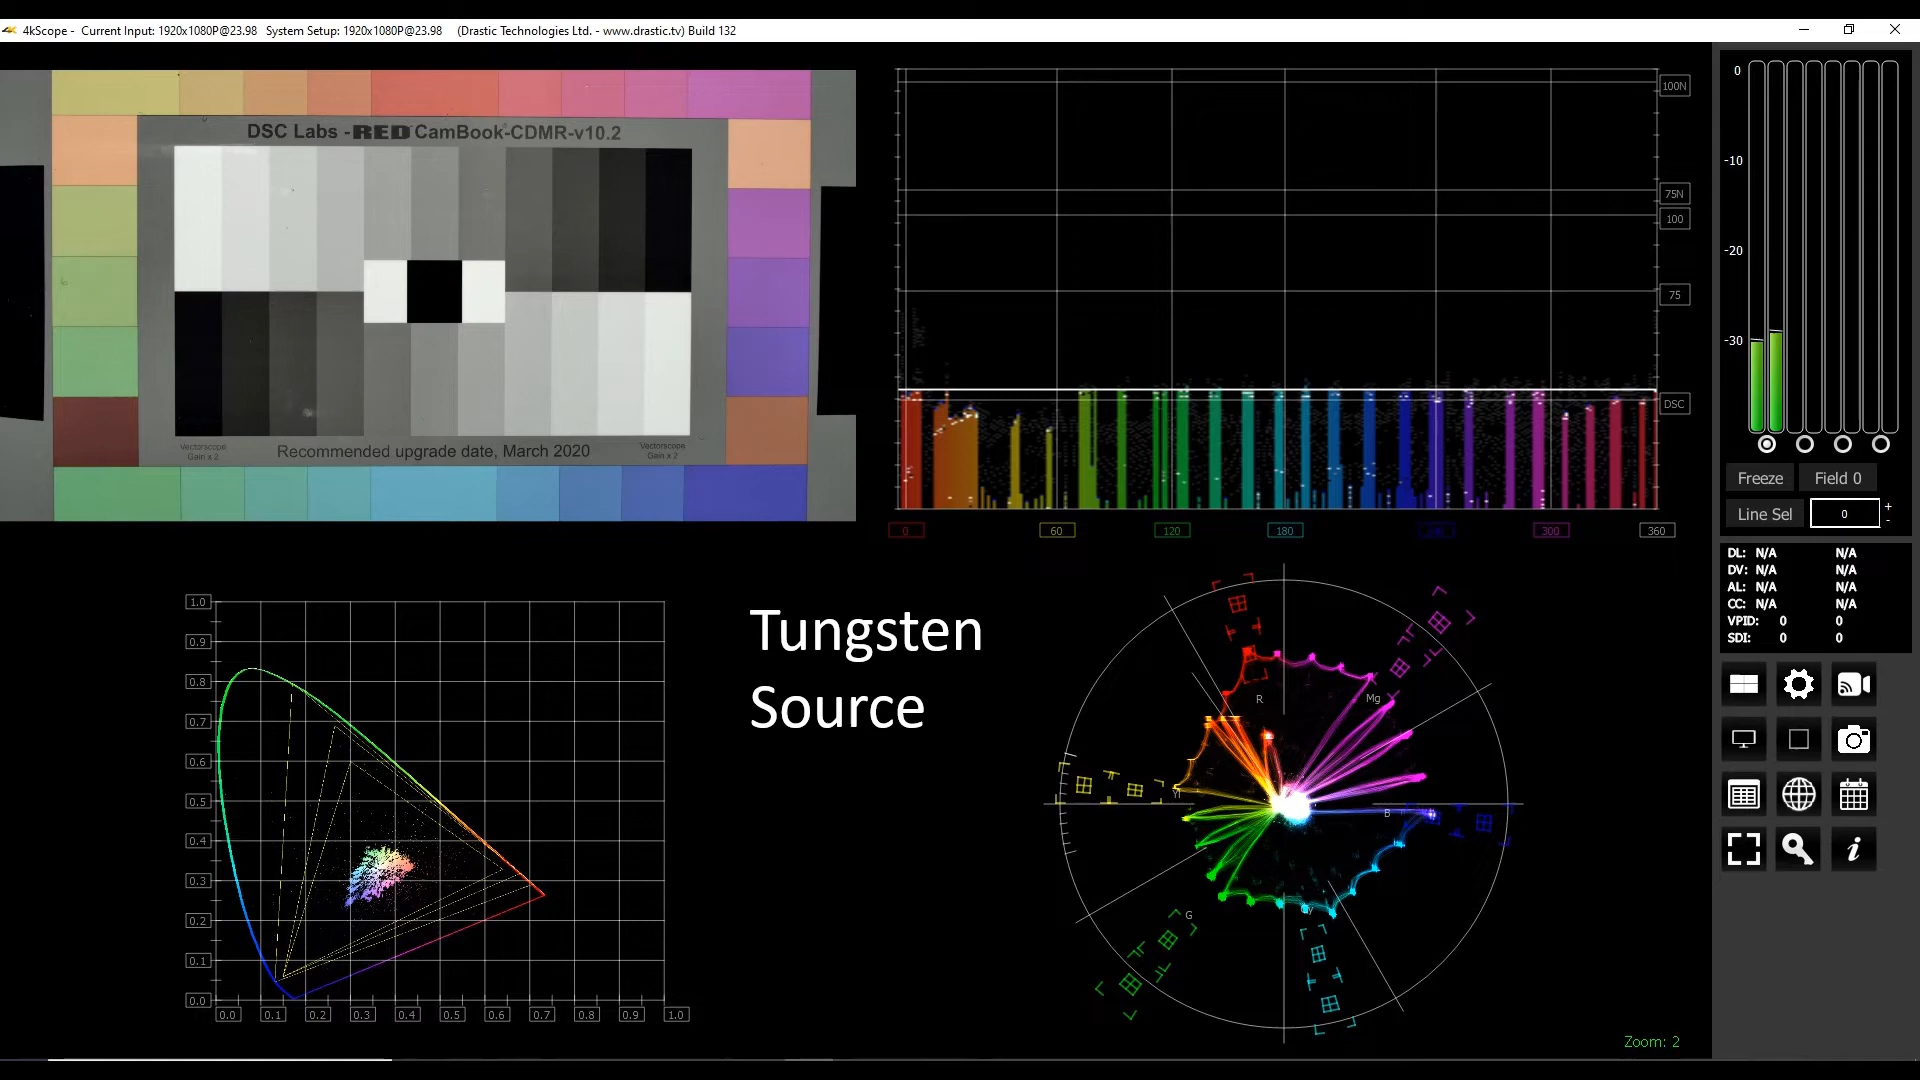 4kScope - Current Input: 1920x1080P@23.98 System Setup: 1920x1080P@23.98 (Drastic Technologies Ltd. - www.drastic.tv) Build 132
DSC Labs - RED CamBook-CDMR-v10.2
Vectorscope
Gain x 2
Recommended upgrade date, March 2020
Vectorscope
Gain x 2
100N
75N
100
75
DSC
0
60
120
180
240
300
360
0
-10
-20
-30
Freeze
Field 0
Line Sel
0
+
-
DL: N/A N/A
DV: N/A N/A
AL: N/A N/A
CC: N/A N/A
VPID: 0 0
SDI: 0 0
1.0
0.9
0.8
0.7
0.6
0.5
0.4
0.3
0.2
0.1
0.0
0.0 0.1 0.2 0.3 0.4 0.5 0.6 0.7 0.8 0.9 1.0
Tungsten
Source
R
Mg
Yl
B
G
Cy
i
Zoom: 2